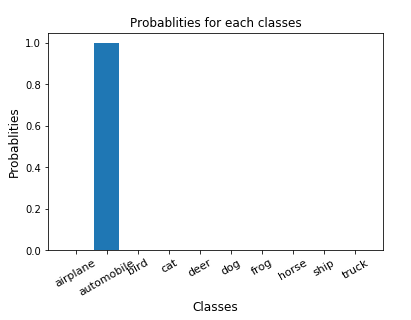 Probablities for each classes
Probablities
1.0
0.8
0.6
0.4
0.2
0.0
airplane
automobile
bird
cat
deer
dog
frog
horse
ship
truck
Classes